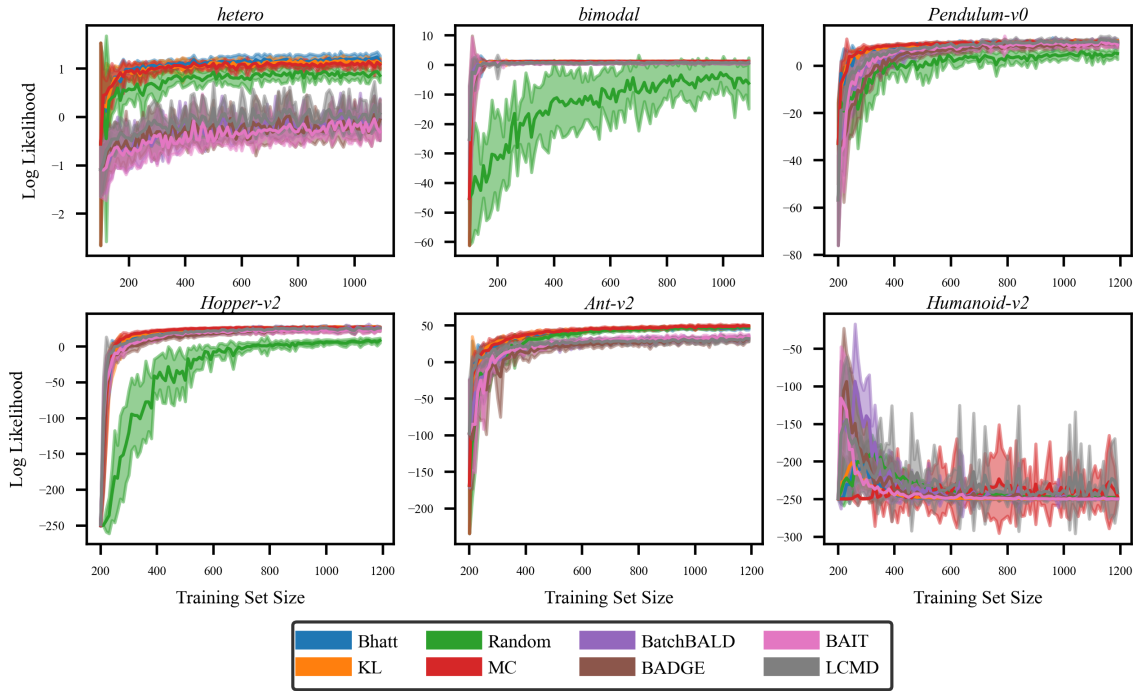 hetero bimodal Pendulum-v0
Log Likelihood
1
0
−1
−2
200 400 600 800 1000
10
0
−10
−20
−30
−40
−50
−60
200 400 600 800 1000
0
−20
−40
−60
−80
200 400 600 800 1000 1200
Hopper-v2 Ant-v2 Humanoid-v2
Log Likelihood
0
−50
−100
−150
−200
−250
200 400 600 800 1000 1200
50
0
−50
−100
−150
−200
200 400 600 800 1000 1200
−50
−100
−150
−200
−250
−300
200 400 600 800 1000 1200
Training Set Size Training Set Size Training Set Size
Bhatt Random BatchBALD BAIT
KL MC BADGE LCMD